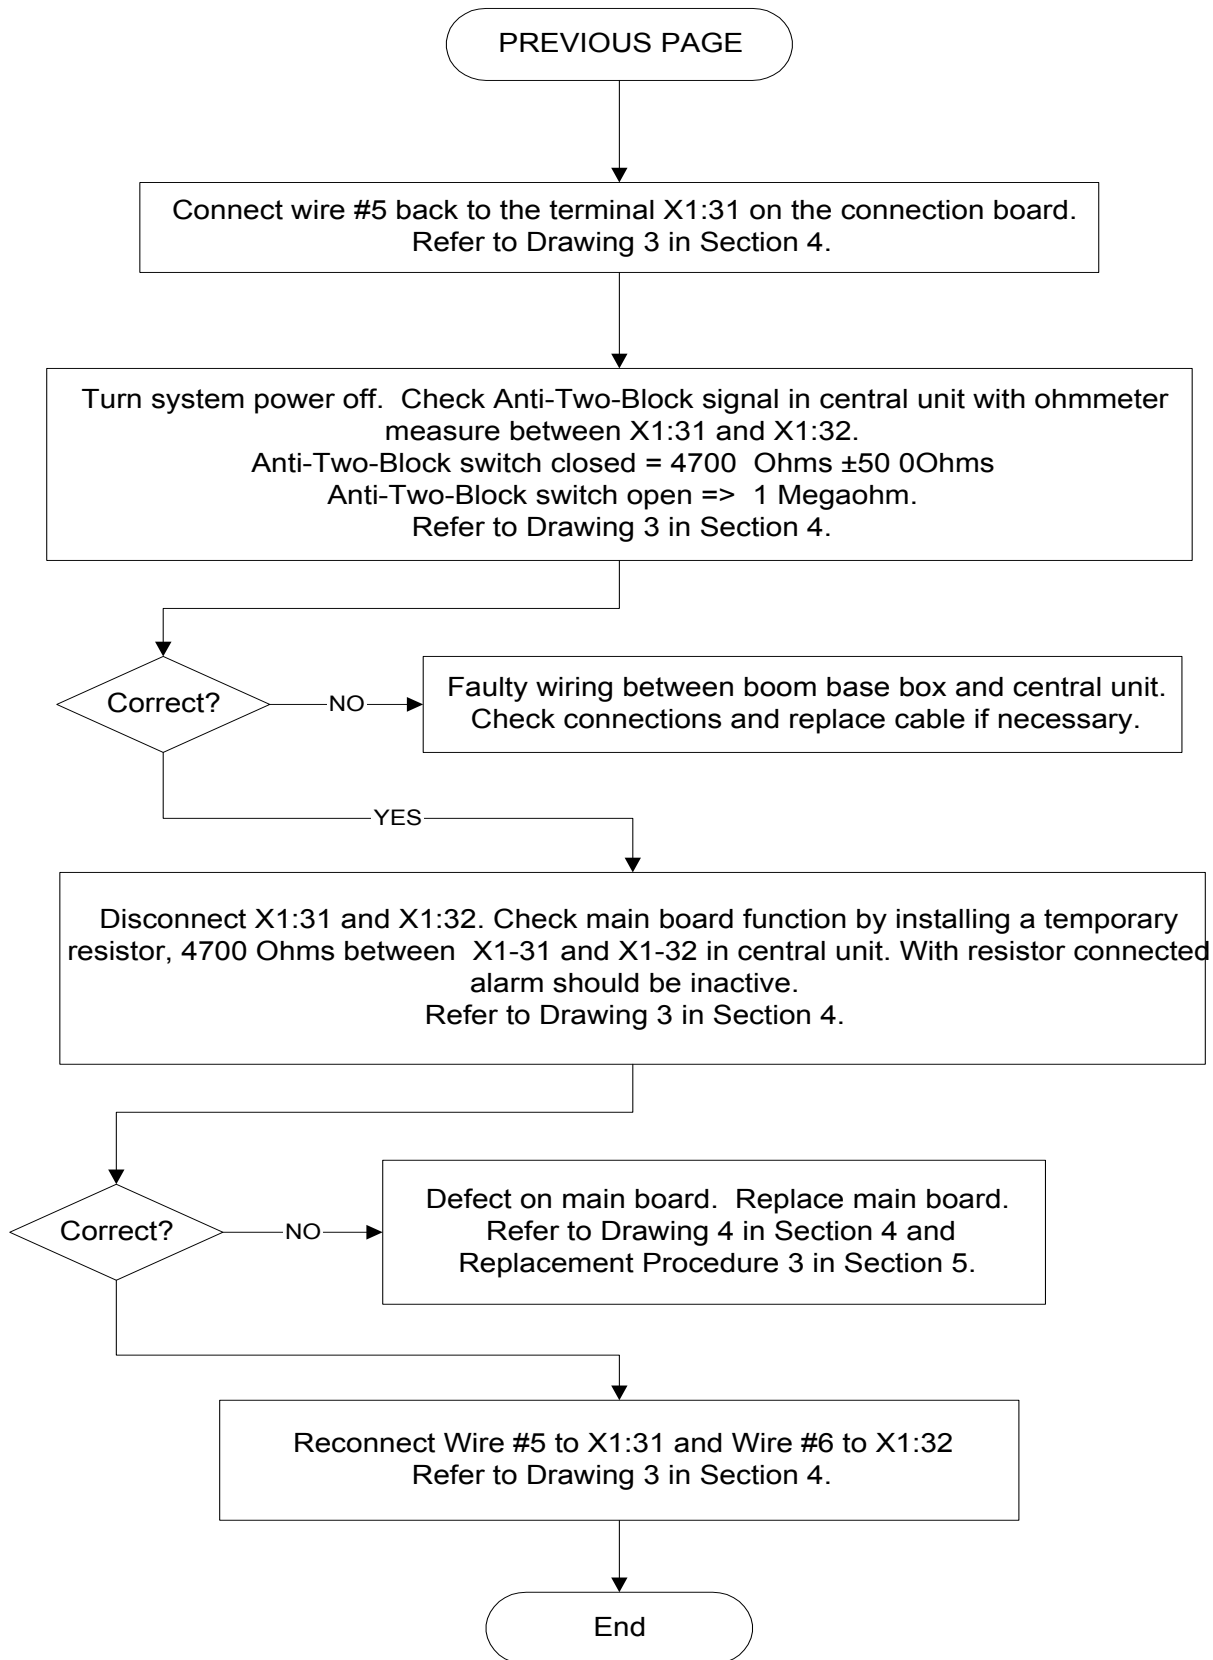 PREVIOUS PAGE
Connect wire #5 back to the terminal X1:31 on the connection board.
Refer to Drawing 3 in Section 4.
Turn system power off.  Check Anti-Two-Block signal in central unit with ohmmeter
measure between X1:31 and X1:32.
Anti-Two-Block switch closed = 4700  Ohms ±50 0Ohms
Anti-Two-Block switch open =>  1 Megaohm.
Refer to Drawing 3 in Section 4.
Correct?
NO
Faulty wiring between boom base box and central unit.
Check connections and replace cable if necessary.
YES
Disconnect X1:31 and X1:32. Check main board function by installing a temporary
resistor, 4700 Ohms between  X1-31 and X1-32 in central unit. With resistor connected
alarm should be inactive.
Refer to Drawing 3 in Section 4.
Correct?
NO
Defect on main board.  Replace main board.
Refer to Drawing 4 in Section 4 and
Replacement Procedure 3 in Section 5.
Reconnect Wire #5 to X1:31 and Wire #6 to X1:32
Refer to Drawing 3 in Section 4.
End